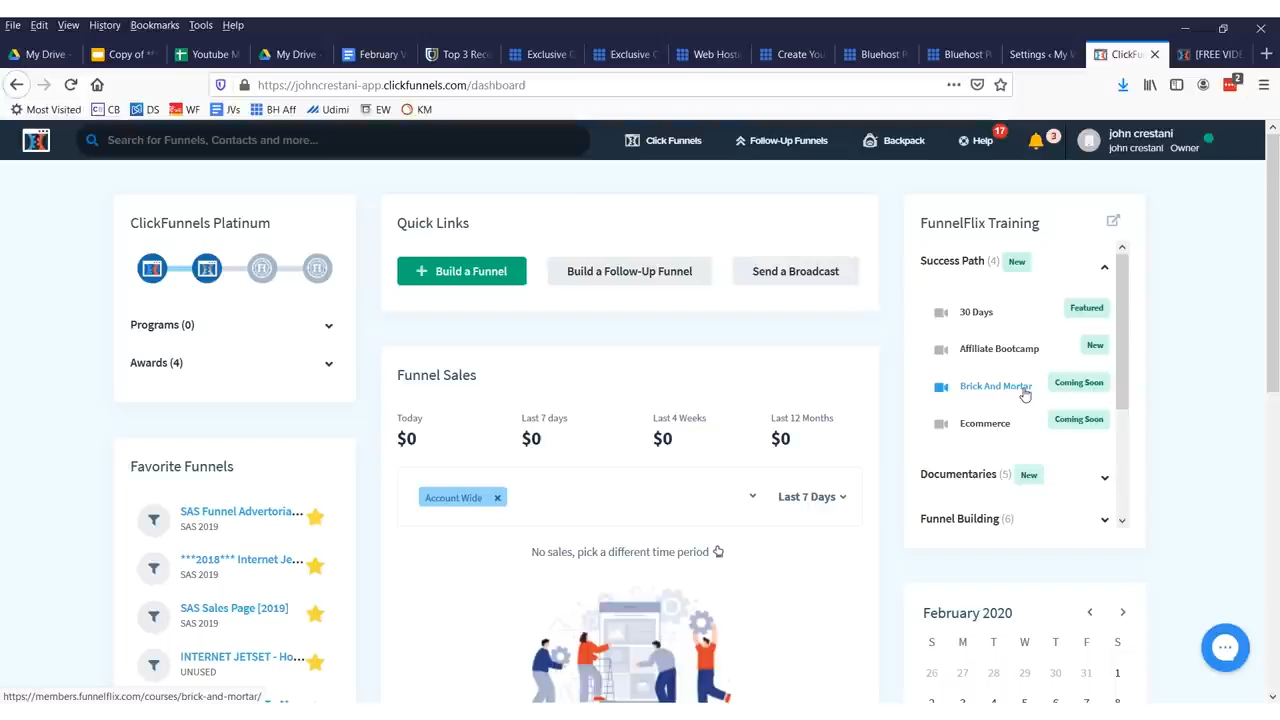 File Edit View History Bookmarks Tools Help
My Drive - Copy of ** Youtube M My Drive February V Top 3 Rec Exclusive C Exclusive C Web Host Create You Bluehost P Bluehost P Settings ‹ My W ClickFu [FREE VIDE
https://johncrestani-app.clickfunnels.com/dashboard
2
Most Visited CB DS WF JVs BH Aff Udimi EW KM
Search for Funnels, Contacts and more...
Click Funnels
Follow-Up Funnels
Backpack
Help
17
3
john crestani
john crestani Owner
ClickFunnels Platinum
Programs (0)
Awards (4)
Favorite Funnels
SAS Funnel Advertoria...
SAS 2019
***2018*** Internet Je...
SAS 2019
SAS Sales Page [2019]
SAS 2019
INTERNET JETSET - Ho...
UNUSED
Quick Links
+ Build a Funnel
Build a Follow-Up Funnel
Send a Broadcast
Funnel Sales
Today Last 7 days Last 4 Weeks Last 12 Months
$0 $0 $0 $0
Account Wide x
Last 7 Days
No sales, pick a different time period
FunnelFlix Training
Success Path (4) New
30 Days Featured
Affiliate Bootcamp New
Brick And Mortar Coming Soon
Ecommerce Coming Soon
Documentaries (5) New
Funnel Building (6)
February 2020
S M T W T F S
26 27 28 29 30 31 1
https://members.funnelflix.com/courses/brick-and-mortar/